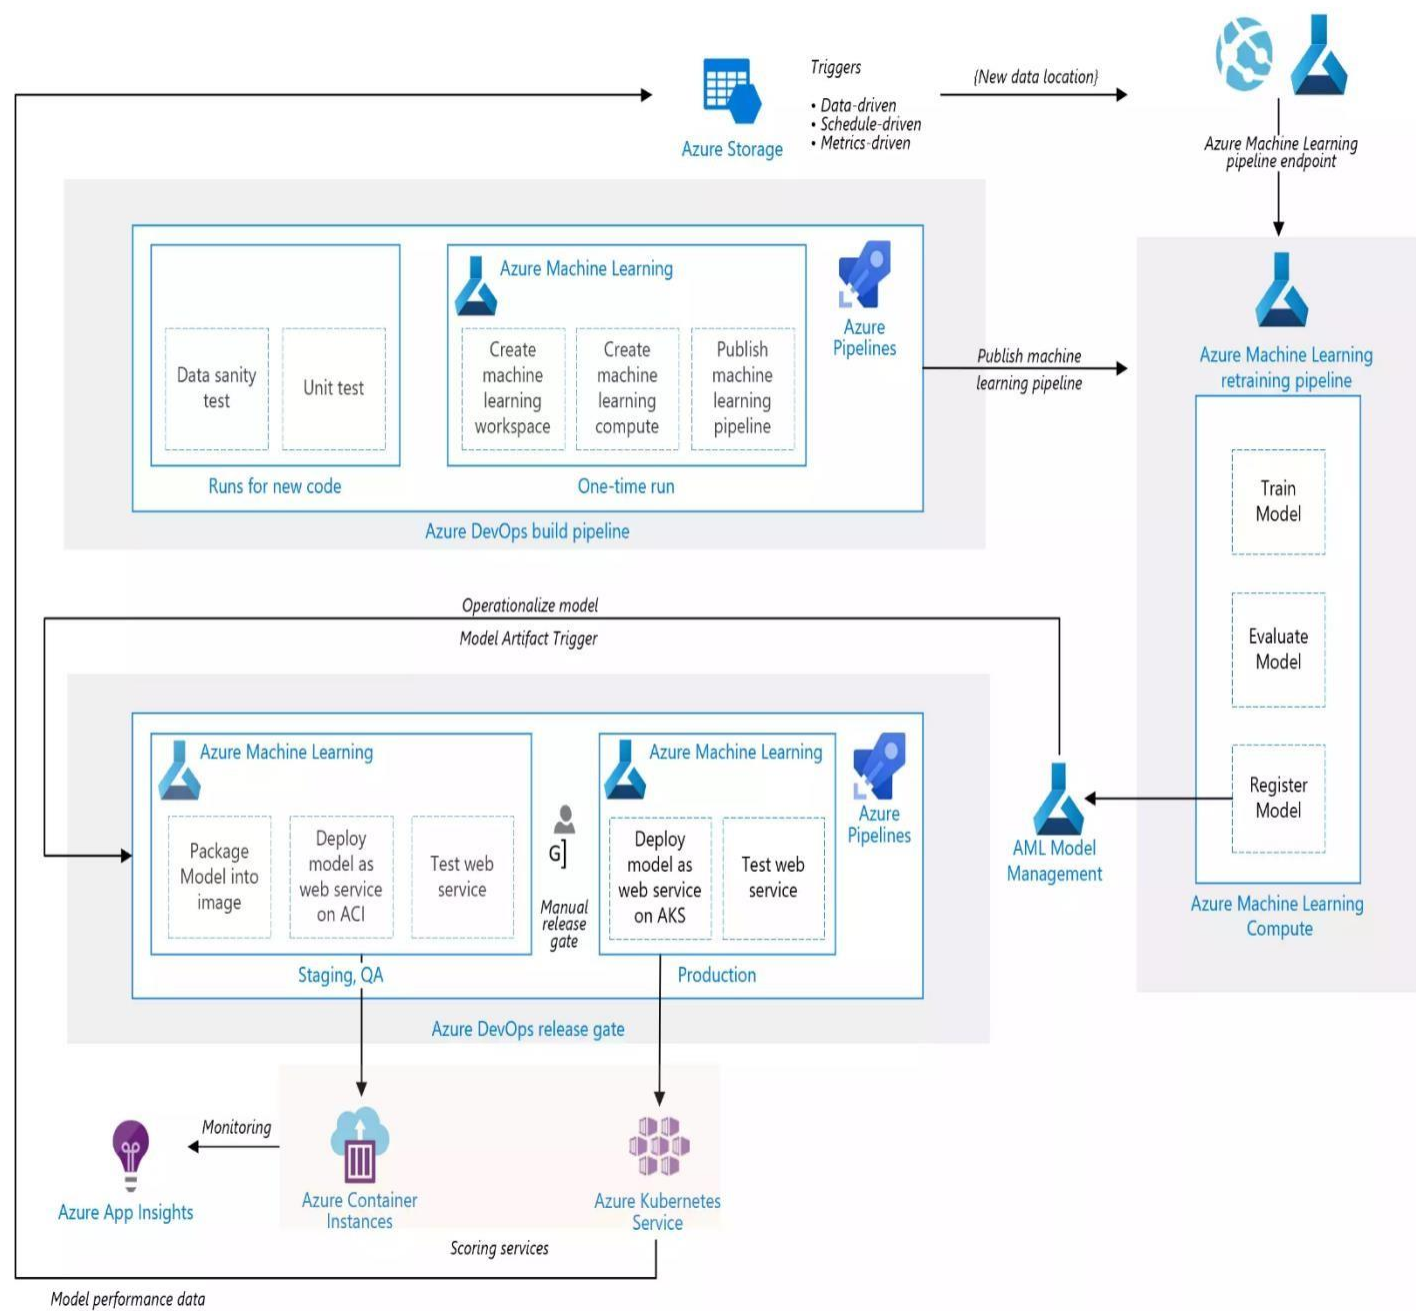 Triggers
• Data-driven
• Schedule-driven
• Metrics-driven
Azure Storage
{New data location}
Azure Machine Learning
pipeline endpoint
Azure Machine Learning
Data sanity
test
Unit test
Create
machine
learning
workspace
Create
machine
learning
compute
Publish
machine
learning
pipeline
Azure
Pipelines
Runs for new code
One-time run
Azure DevOps build pipeline
Publish machine
learning pipeline
Azure Machine Learning
retraining pipeline
Train
Model
Evaluate
Model
Register
Model
Azure Machine Learning
Compute
AML Model
Management
Operationalize model
Model Artifact Trigger
Azure Machine Learning
Package
Model into
image
Deploy
model as
web service
on ACI
Test web
service
Staging, QA
G]
Manual
release
gate
Azure Machine Learning
Deploy
model as
web service
on AKS
Test web
service
Production
Azure
Pipelines
Azure DevOps release gate
Monitoring
Azure App Insights
Azure Container
Instances
Azure Kubernetes
Service
Scoring services
Model performance data